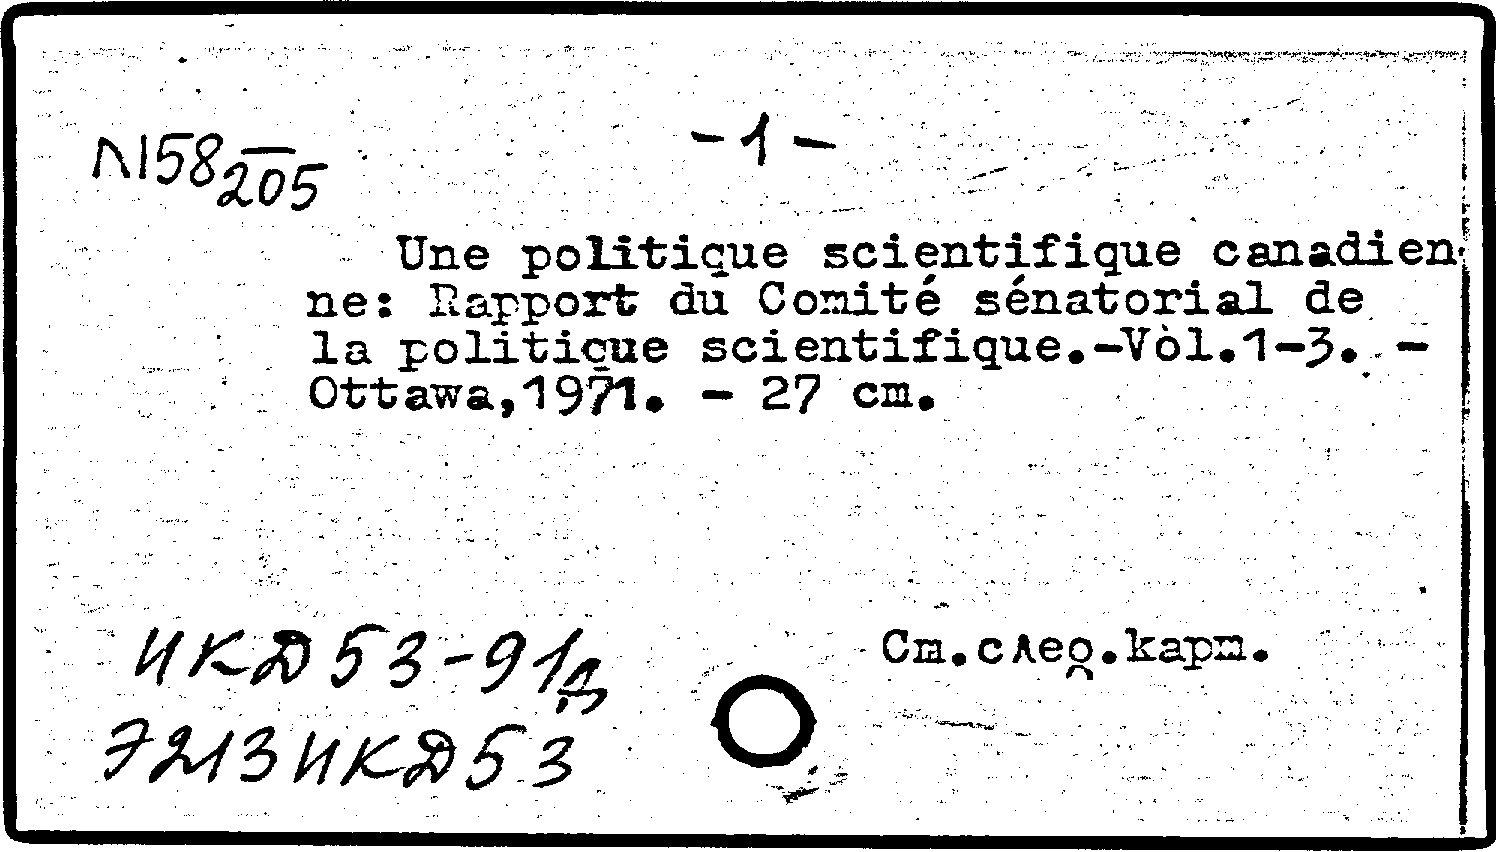 -1-
Л158 205
Une politique scientifique canadien
ne: Rapport du Comité sénatorial de
la politique scientifique.-Vol.1-3. -
Ottawa,1971. - 27 cm.
ИКД53-91д
См.след.карт.
Э213ИКД53